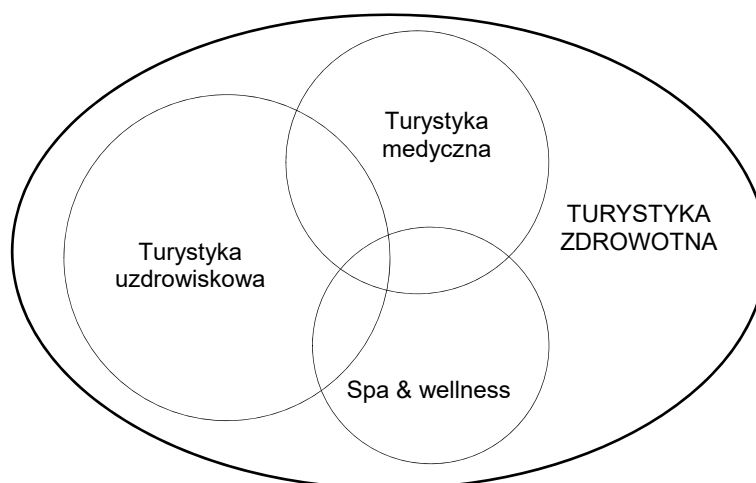 Turystyka
medyczna
TURYSTYKA
ZDROWOTNA
Turystyka
uzdrowiskowa
Spa & wellness